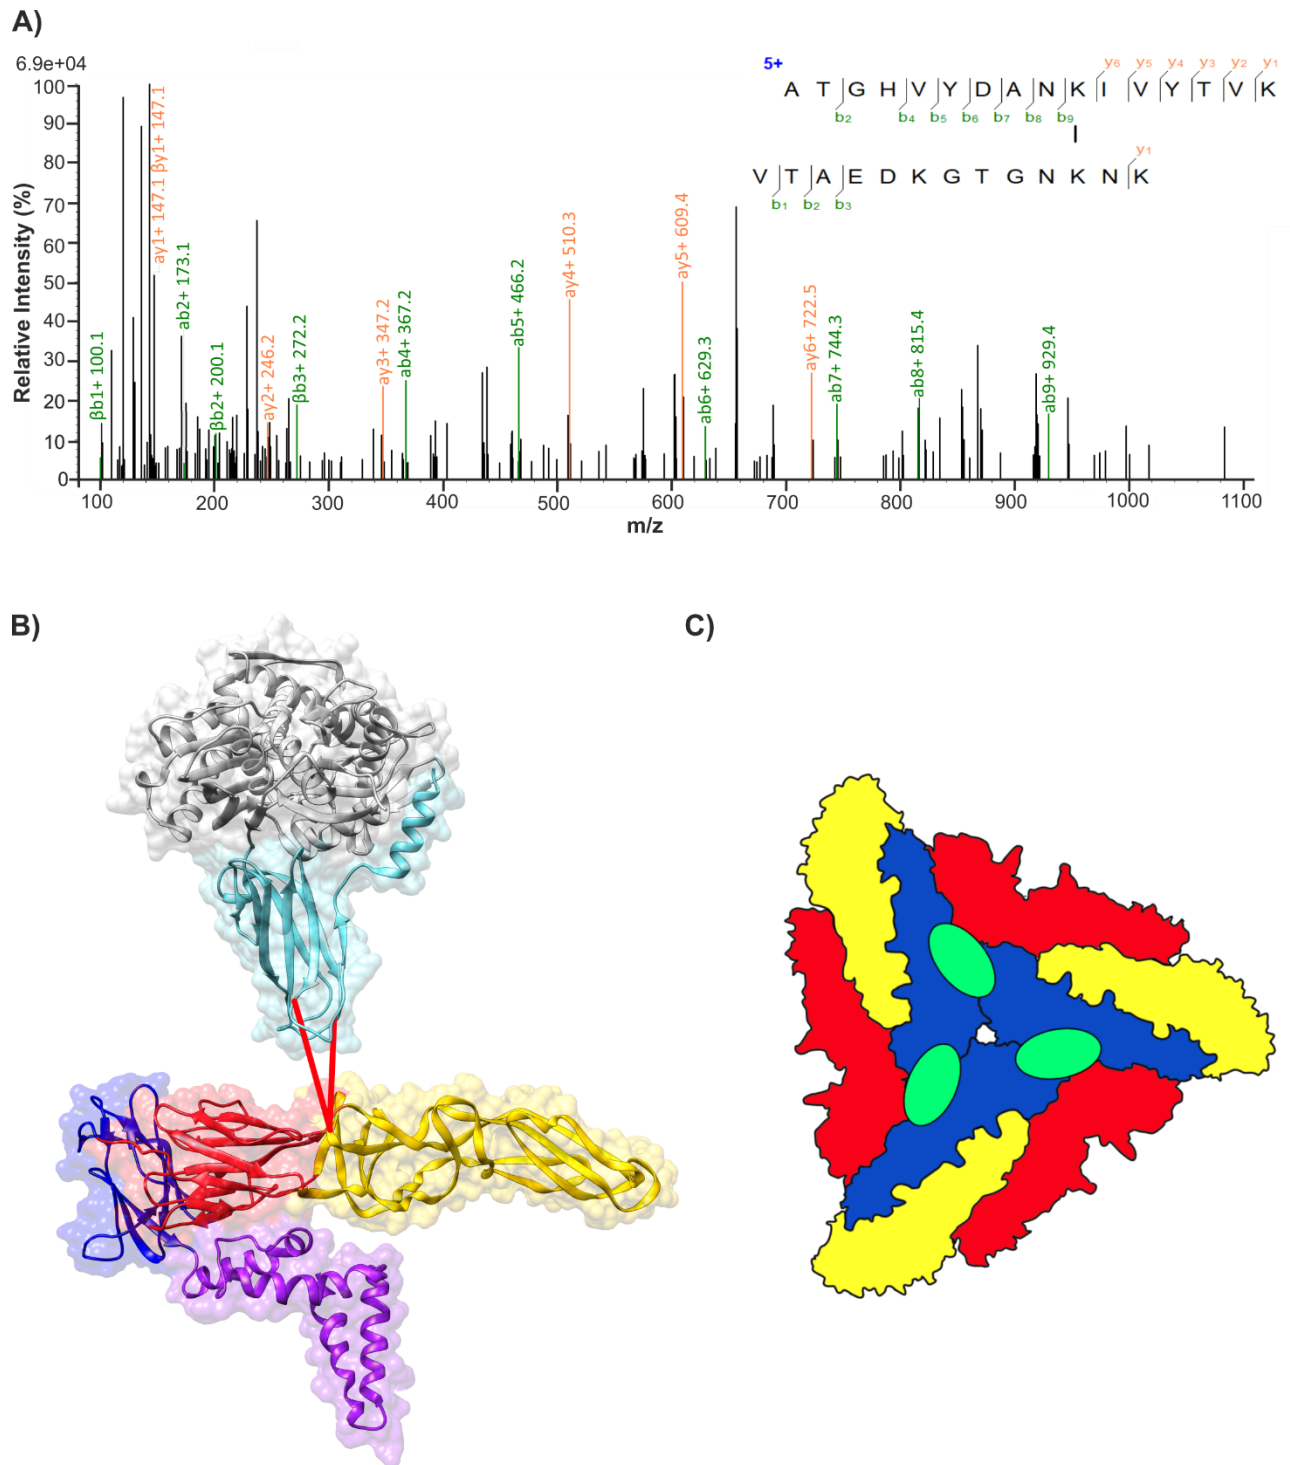 A)
6.9e+04
100
90
80
70
60
50
40
30
20
10
0
Relative Intensity (%)
100 200 300 400 500 600 700 800 900 1000 1100
m/z
βb1+ 100.1
ay1+ 147.1 βy1+ 147.1
ab2+ 173.1
βb2+ 200.1
ay2+ 246.2
βb3+ 272.2
ay3+ 347.2
ab4+ 367.2
ab5+ 466.2
ay4+ 510.3
ay5+ 609.4
ab6+ 629.3
ay6+ 722.5
ab7+ 744.3
ab8+ 815.4
ab9+ 929.4
5+
y6 y5 y4 y3 y2 y1
A T G H V Y D A N K I V Y T V K
b2 b4 b5 b6 b7 b8 b9
y1
V T A E D K G T G N K N K
b1 b2 b3
B)
C)